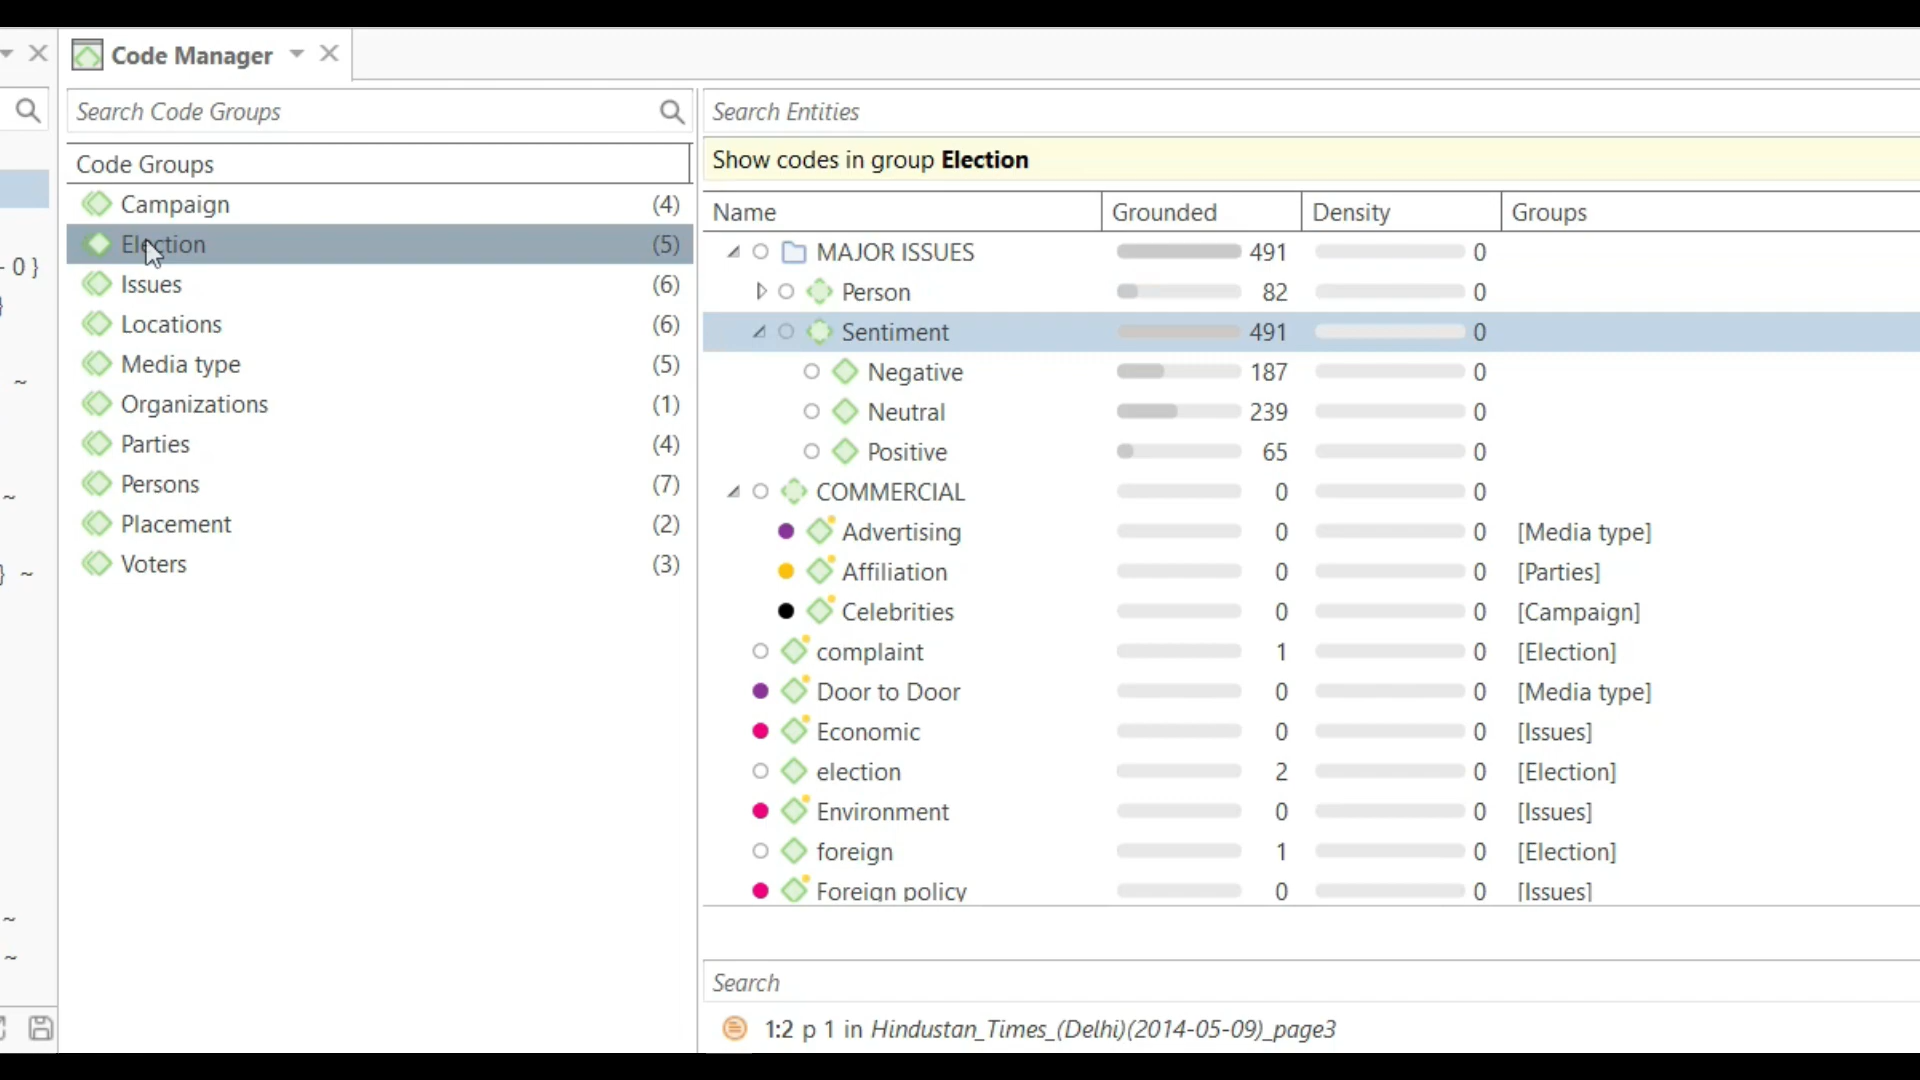 Code Manager
Search Code Groups
Code Groups
Campaign (4)
Election (5)
Issues (6)
Locations (6)
Media type (5)
Organizations (1)
Parties (4)
Persons (7)
Placement (2)
Voters (3)
- 0 }
}
~
~
} ~
~
~
Search Entities
Show codes in group Election
Name Grounded Density Groups
MAJOR ISSUES 491 0
Person 82 0
Sentiment 491 0
Negative 187 0
Neutral 239 0
Positive 65 0
COMMERCIAL 0 0
Advertising 0 0 [Media type]
Affiliation 0 0 [Parties]
Celebrities 0 0 [Campaign]
complaint 1 0 [Election]
Door to Door 0 0 [Media type]
Economic 0 0 [Issues]
election 2 0 [Election]
Environment 0 0 [Issues]
foreign 1 0 [Election]
Foreign policy 0 0 [Issues]
Search
1:2 p 1 in Hindustan_Times_(Delhi)(2014-05-09)_page3